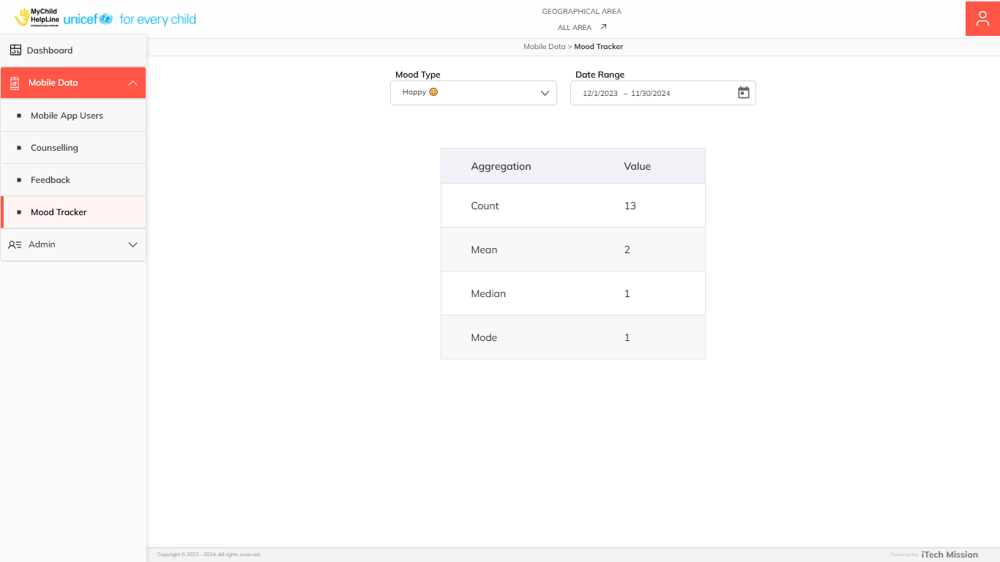 MyChild
HelpLine
unicef for every child
GEOGRAPHICAL AREA
ALL AREA
Mobile Data > Mood Tracker
Dashboard
Mobile Data
Mobile App Users
Counselling
Feedback
Mood Tracker
Admin
Mood Type
Happy 😊
Date Range
12/1/2023 – 11/30/2024
Aggregation Value
Count 13
Mean 2
Median 1
Mode 1
Copyright © 2022 - 2024. All rights reserved.
Powered by iTech Mission